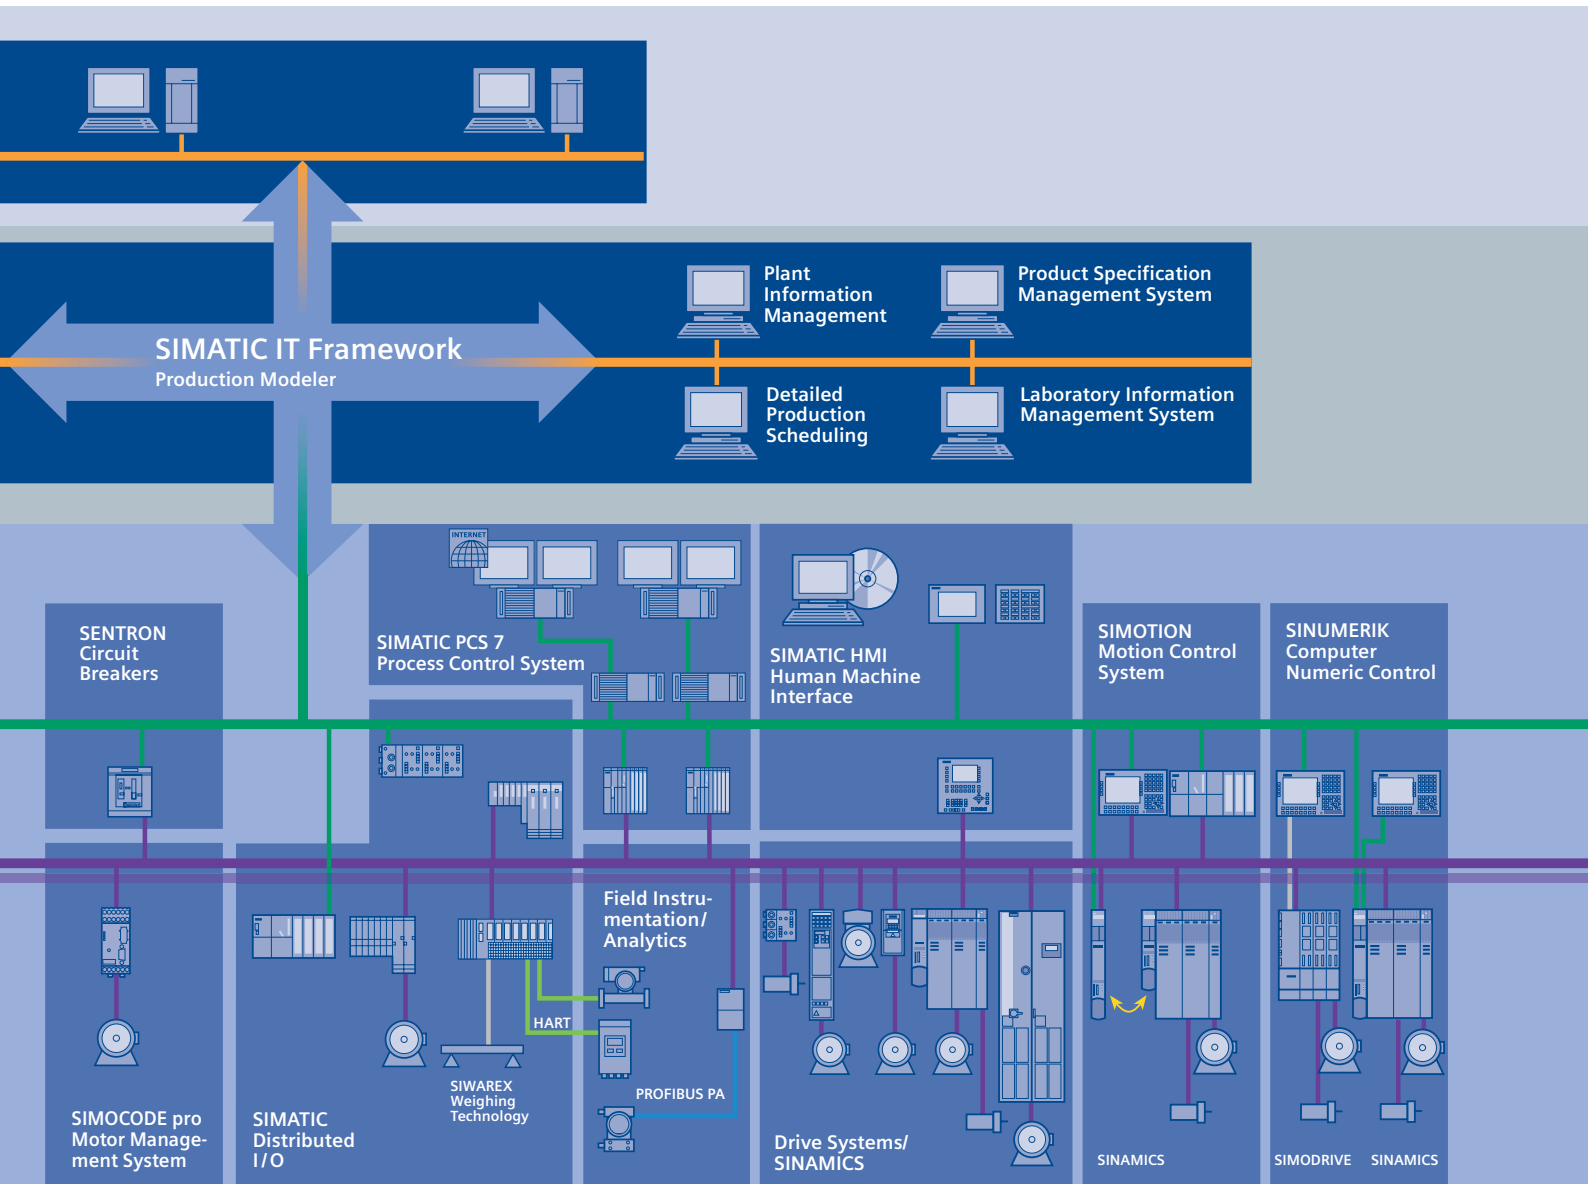 Plant
Information
Management
Product Specification
Management System
SIMATIC IT Framework
Production Modeler
Detailed
Production
Scheduling
Laboratory Information
Management System
INTERNET
SENTRON
Circuit
Breakers
SIMATIC PCS 7
Process Control System
SIMATIC HMI
Human Machine
Interface
SIMOTION
Motion Control
System
SINUMERIK
Computer
Numeric Control
Field Instru-
mentation/
Analytics
HART
SIWAREX
Weighing
Technology
PROFIBUS PA
SIMOCODE pro
Motor Manage-
ment System
SIMATIC
Distributed
I/O
Drive Systems/
SINAMICS
SINAMICS
SIMODRIVE
SINAMICS